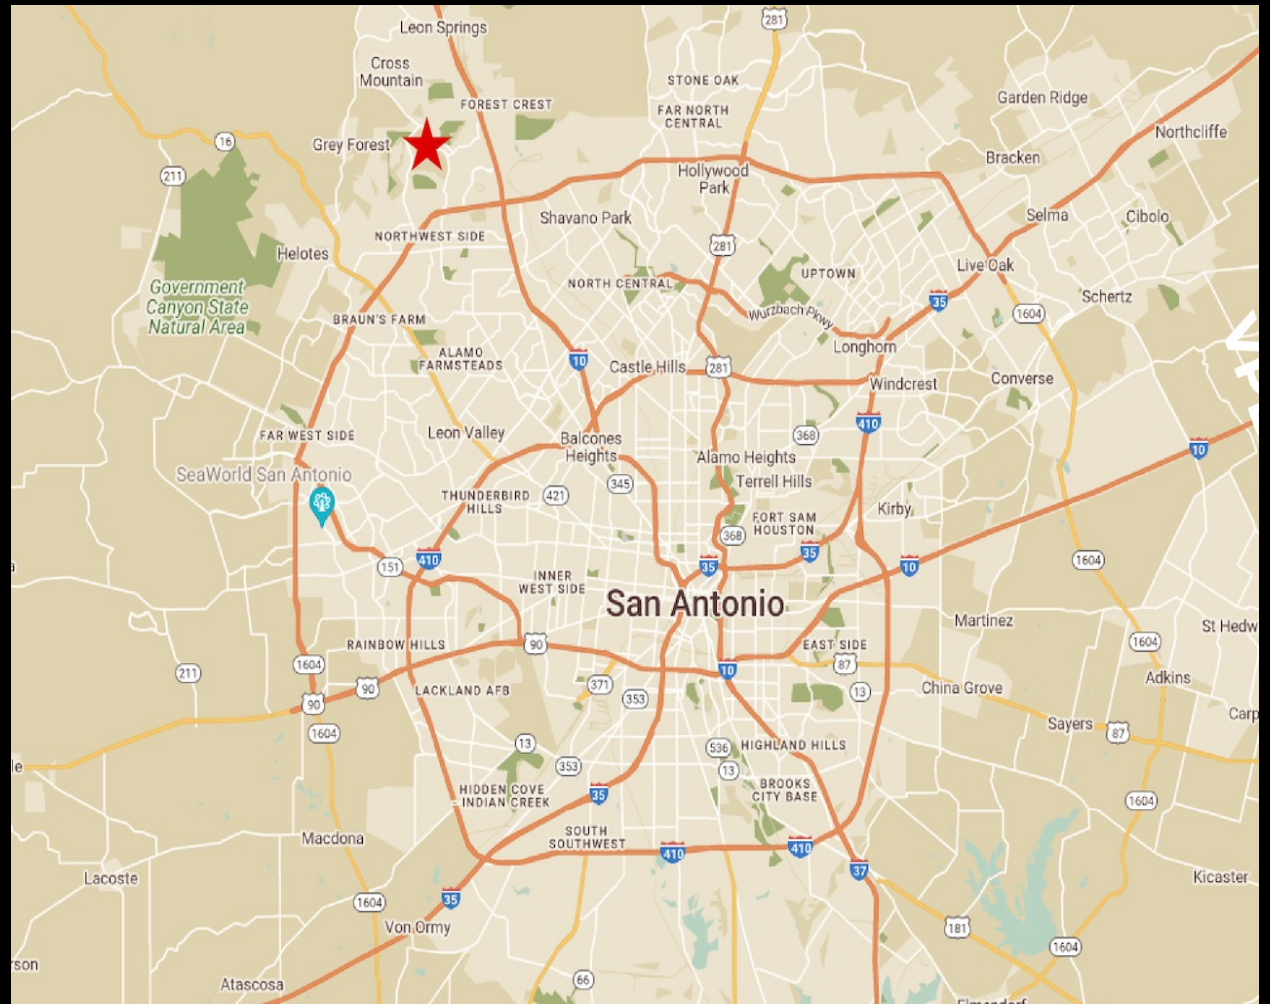 Leon Springs
281
Cross
Mountain
STONE OAK
Garden Ridge
FOREST CREST
FAR NORTH
CENTRAL
Northcliffe
16
Grey Forest
Bracken
211
Hollywood
Park
Shavano Park
Selma
Cibolo
NORTHWEST SIDE
281
Helotes
Live Oak
UPTOWN
NORTH CENTRAL
Government
Canyon State
Natural Area
Schertz
35
1604
Wurzbach Pkwy
BRAUN'S FARM
Longhorn
ALAMO
FARMSTEADS
10
Castle Hills
281
Windcrest
Converse
410
FAR WEST SIDE
Leon Valley
Balcones
Heights
368
10
Alamo Heights
SeaWorld San Antonio
345
Terrell Hills
THUNDERBIRD
HILLS
421
Kirby
FORT SAM
HOUSTON
368
410
35
35
151
10
1604
INNER
WEST SIDE
San Antonio
Martinez
St Hedw
RAINBOW HILLS
90
EAST SIDE
1604
1604
87
10
211
90
LACKLAND AFB
371
353
13
China Grove
Adkins
90
Carp
1604
Sayers
87
13
536
HIGHLAND HILLS
353
13
HIDDEN COVE
- INDIAN CREEK
35
BROOKS
CITY BASE
1604
Macdona
SOUTH
SOUTHWEST
410
410
Lacoste
37
Kicaster
1604
35
Von Ormy
181
1604
Atascosa
66
Elmendorf